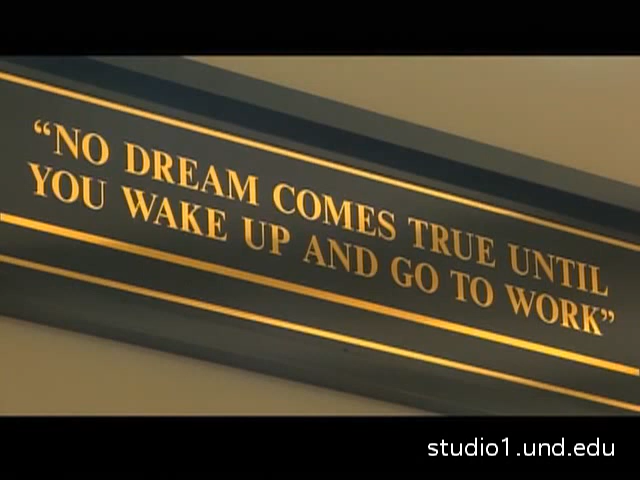 “NO DREAM COMES TRUE UNTIL
YOU WAKE UP AND GO TO WORK”
studio1.und.edu